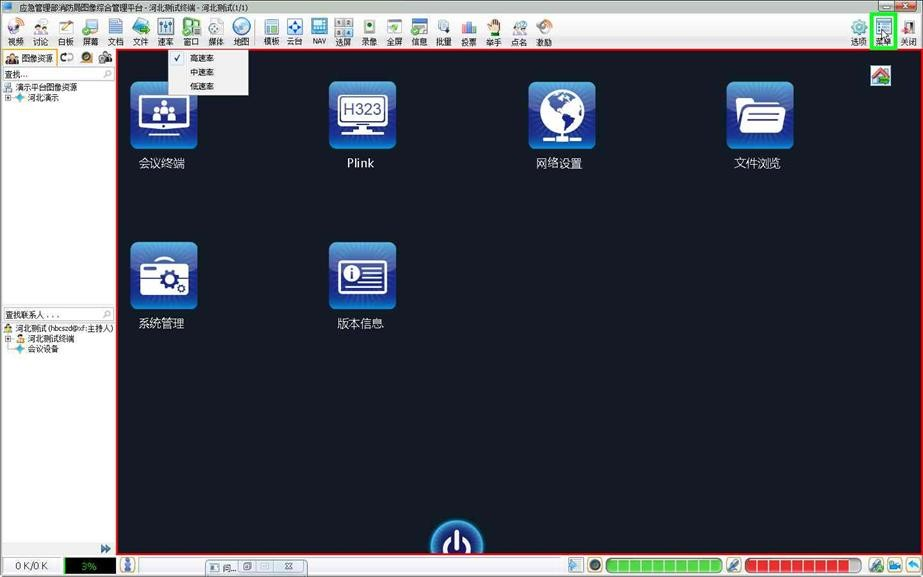 应急管理部消防局图像综合管理平台 - 河北测试终端 - 河北测试(1/1)
视频 讨论 白板 屏幕 文档 文件 速率 窗口 媒体 地图 模板 云台 NAV 选屏 录像 全屏 信息 批量 投票 举手 点名 激励 选项 菜单 关闭
图像资源
高速率
中速率
低速率
查找...
演示平台图像资源
河北演示
H323
会议终端 Plink 网络设置 文件浏览
系统管理 版本信息
查找联系人...
河北测试 (hbcszd@xf:主持人)
河北测试终端
会议设备
0 K/0 K 3% 问...